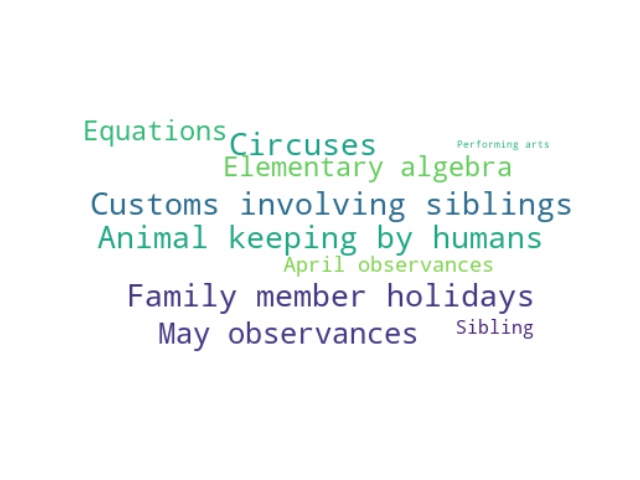 Equations
Circuses
Performing arts
Elementary algebra
Customs involving siblings
Animal keeping by humans
April observances
Family member holidays
May observances
Sibling